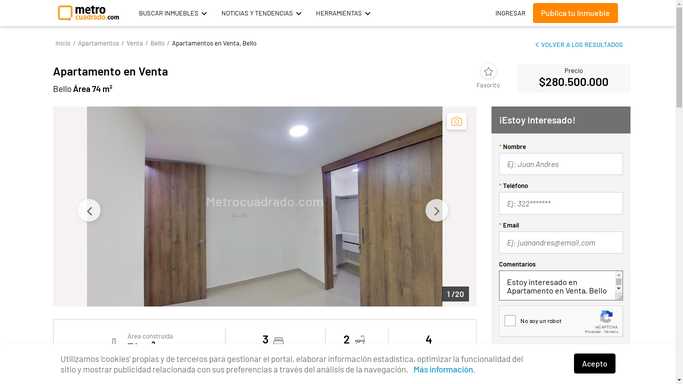 metro
cuadrado.com
BUSCAR INMUEBLES
NOTICIAS Y TENDENCIAS
HERRAMIENTAS
INGRESAR
Publica tu Inmueble
Inicio / Apartamentos / Venta / Bello / Apartamentos en Venta, Bello
VOLVER A LOS RESULTADOS
Apartamento en Venta
Bello Área 74 m²
Favorito
Precio
$280.500.000
Metrocuadrado.com
1 / 20
¡Estoy Interesado!
* Nombre
Ej: Juan Andres
* Teléfono
Ej: 322*******
* Email
Ej: juanandres@email.com
Comentarios
Estoy interesado en
Apartamento en Venta, Bello
No soy un robot
reCAPTCHA
Privacidad - Términos
Área construida
3
2
4
Utilizamos 'cookies' propias y de terceros para gestionar el portal, elaborar información estadística, optimizar la funcionalidad del
sitio y mostrar publicidad relacionada con sus preferencias a través del análisis de la navegación. Más información.
Acepto